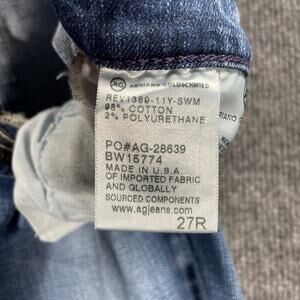 AG ADRIANO GOLDSCHMIED
REV1389-11Y-SWM
98% COTTON
2% POLYURETHANE
PO#AG-28639
BW15774
MADE IN U.S.A.
OF IMPORTED FABRIC
AND GLOBALLY
SOURCED COMPONENTS
www.agjeans.com
27R